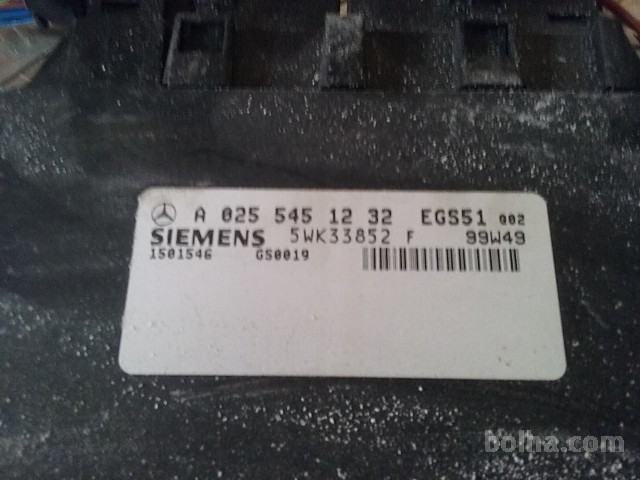 A 025 545 12 32 EGS51 002
SIEMENS 5WK33852 F 99W49
1501546 GS0019
bolha.com